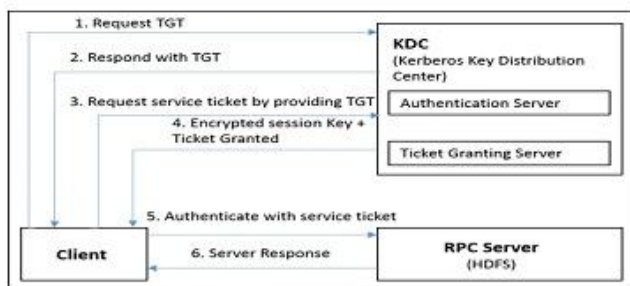 1. Request TGT
2. Respond with TGT
3. Request service ticket by providing TGT
4. Encrypted session Key +
Ticket Granted
KDC
(Kerberos Key Distribution
Center)
Authentication Server
Ticket Granting Server
5. Authenticate with service ticket
Client
6. Server Response
RPC Server
(HDFS)